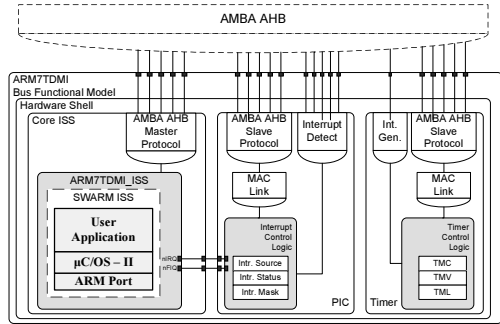 AMBA AHB
ARM7TDMI
Bus Functional Model
Hardware Shell
Core ISS
AMBA AHB
Master
Protocol
ARM7TDMI_ISS
SWARM ISS
User
Application
µC/OS – II
ARM Port
nIRQ
nFIQ
AMBA AHB
Slave
Protocol
Interrupt
Detect
MAC
Link
Interrupt
Control
Logic
Intr. Source
Intr. Status
Intr. Mask
PIC
Int.
Gen.
AMBA AHB
Slave
Protocol
MAC
Link
Timer
Control
Logic
TMC
TMV
TML
Timer